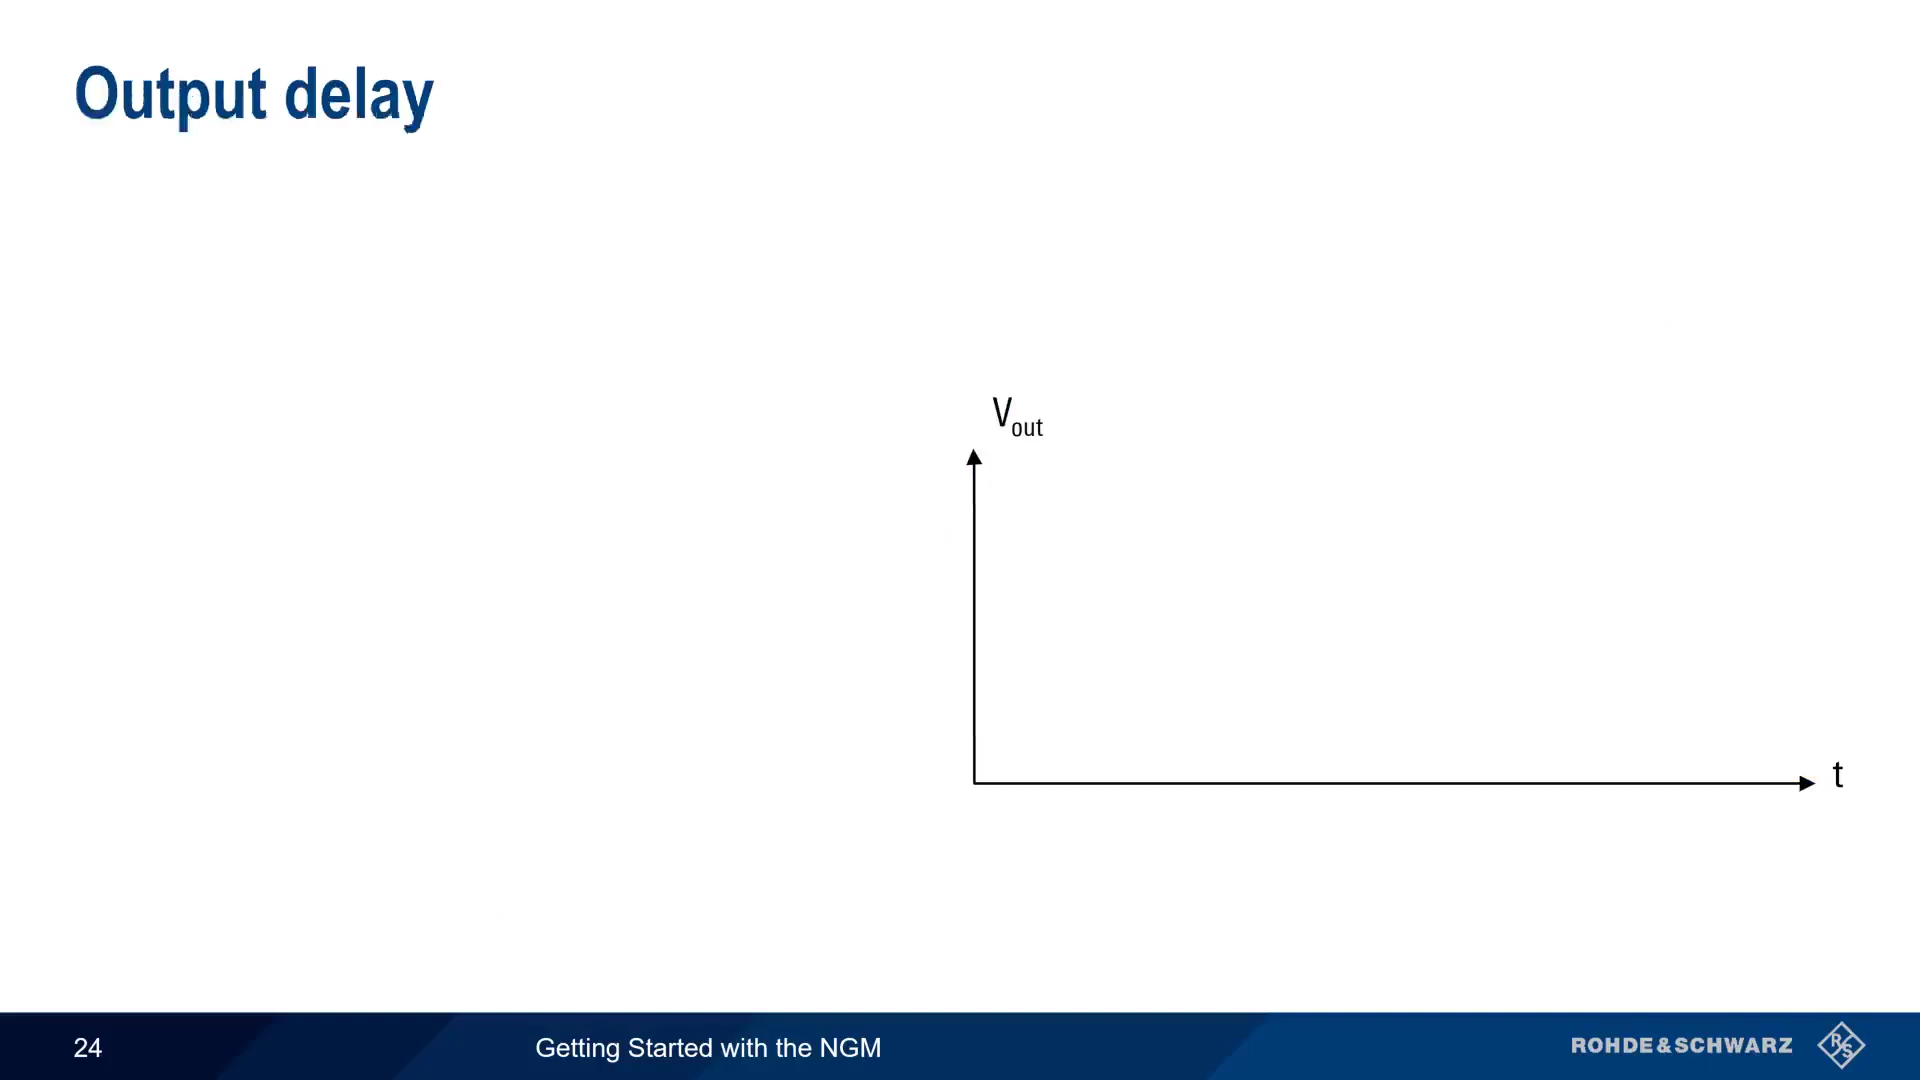 Output delay
Vout
t
24
Getting Started with the NGM
ROHDE&SCHWARZ
R
S